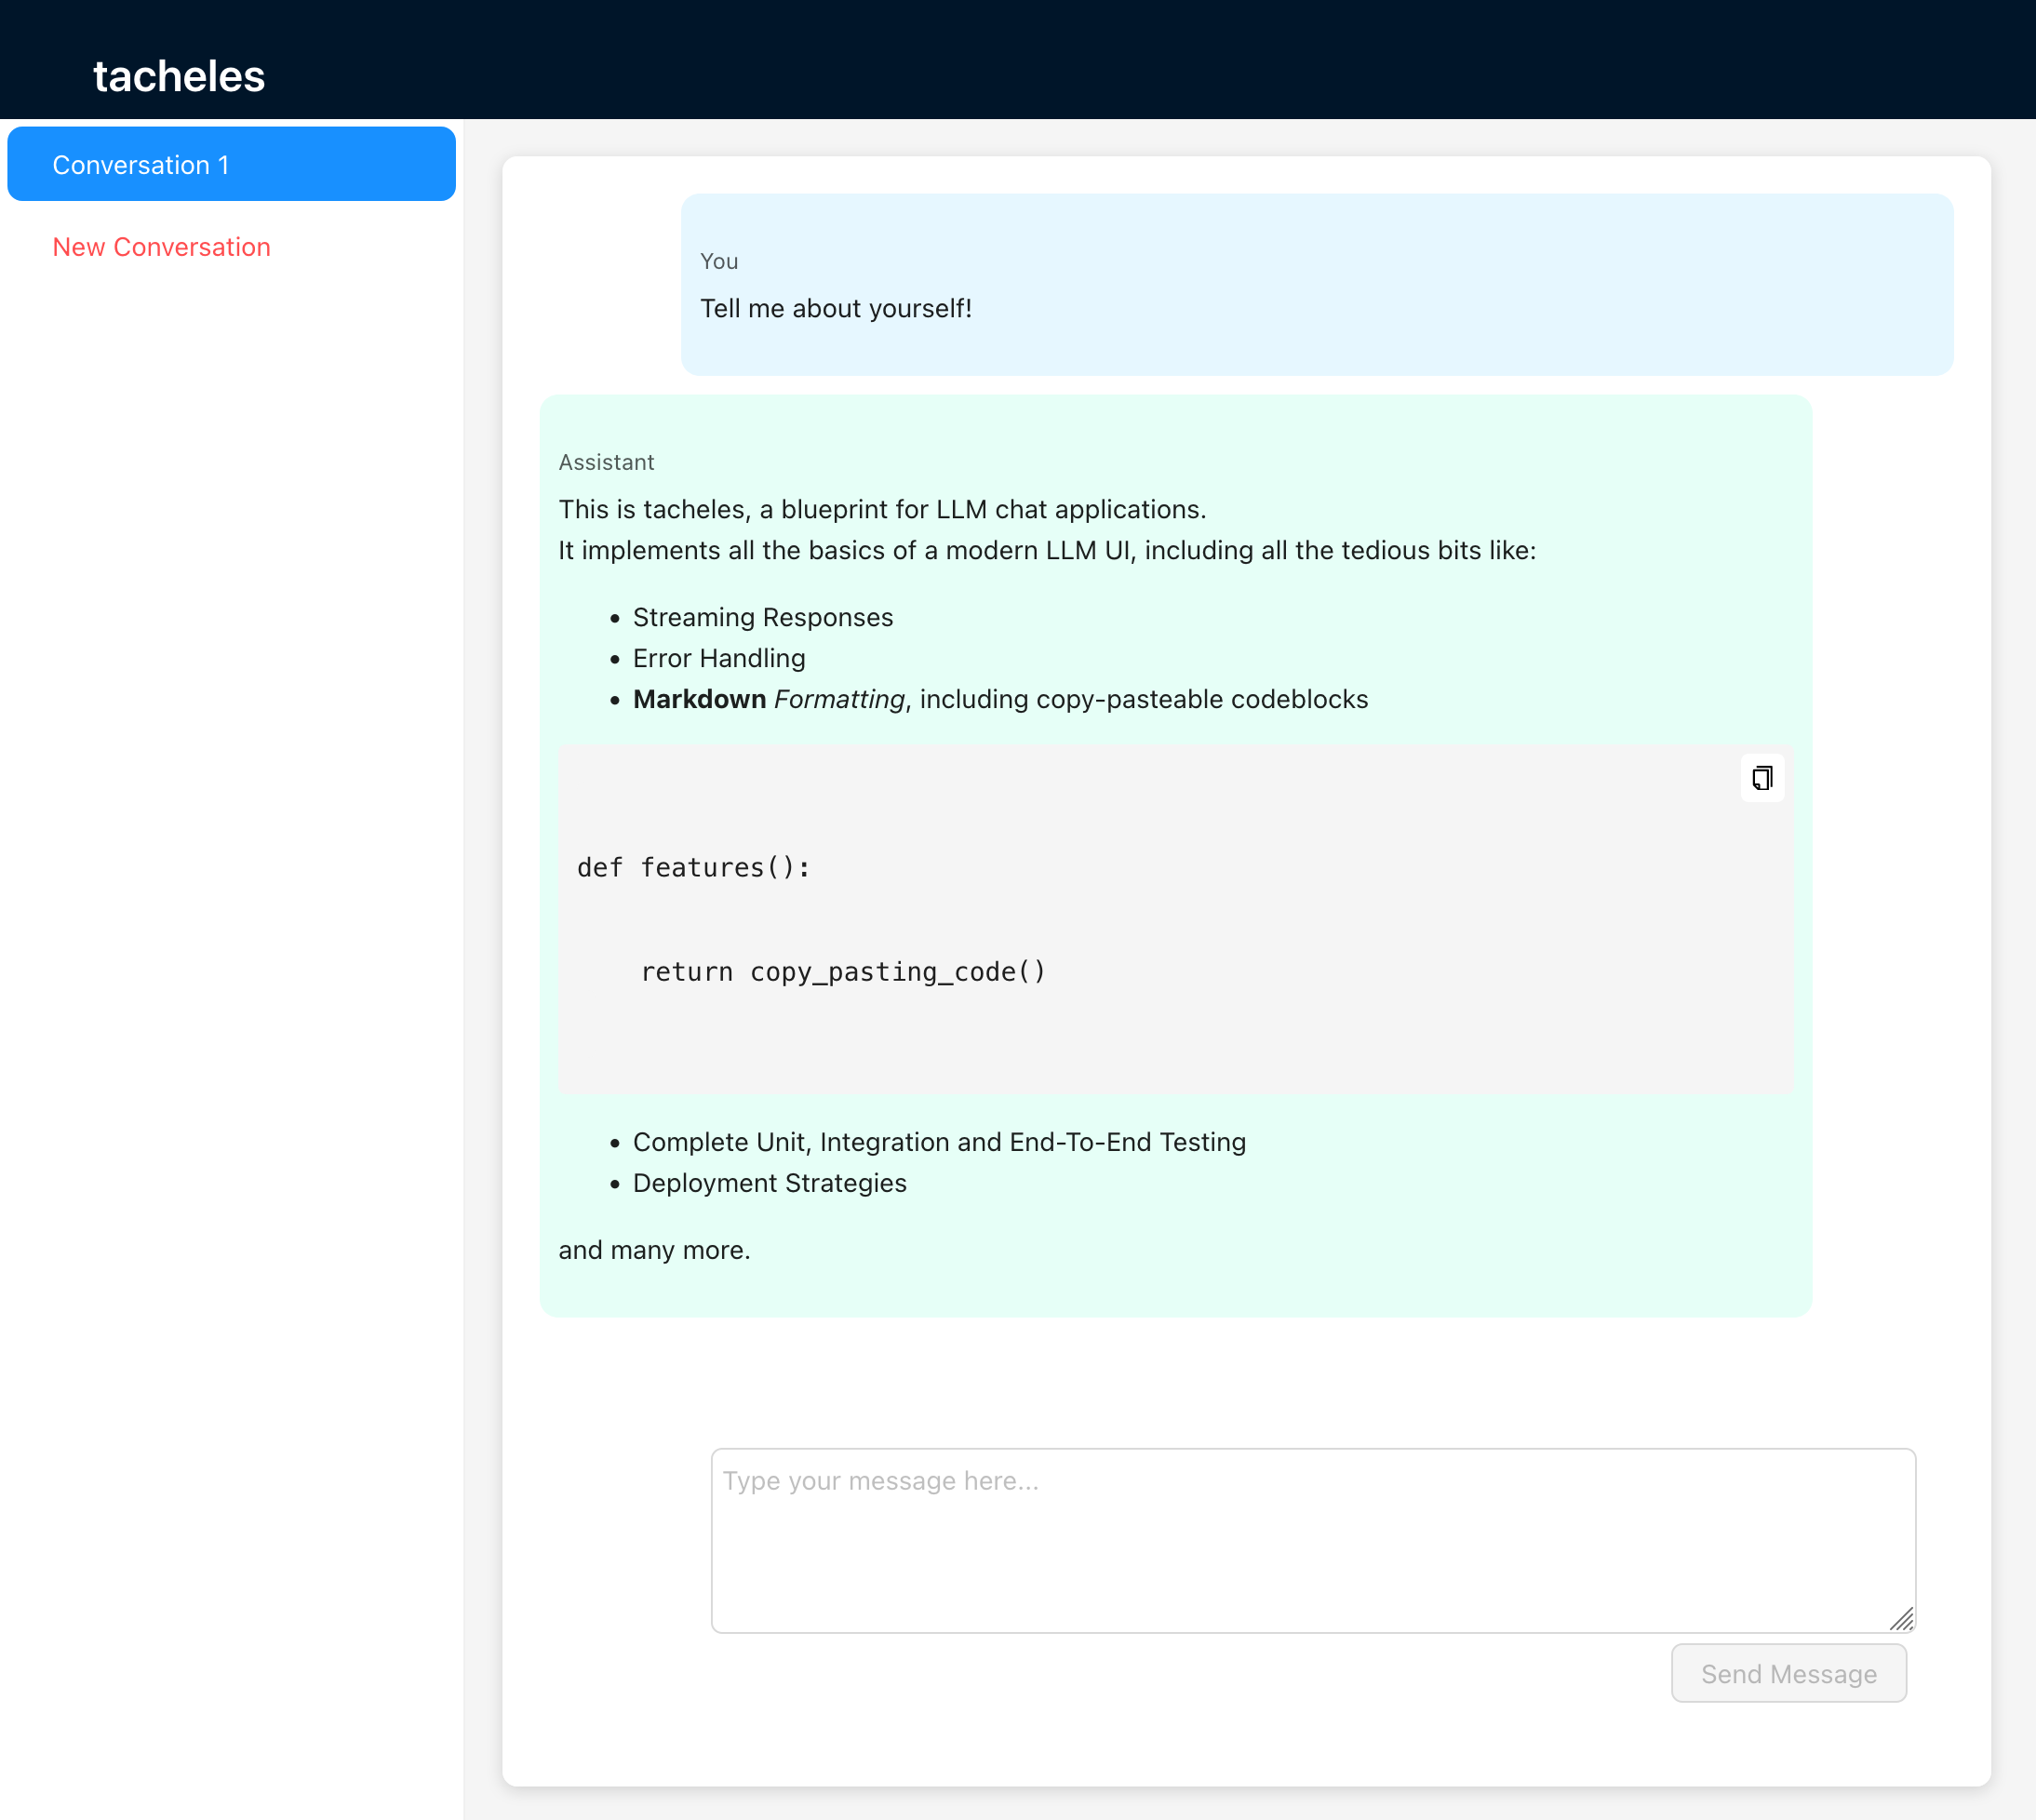 tacheles
Conversation 1
New Conversation
You
Tell me about yourself!
Assistant
This is tacheles, a blueprint for LLM chat applications.
It implements all the basics of a modern LLM UI, including all the tedious bits like:
• Streaming Responses
• Error Handling
• Markdown Formatting, including copy-pasteable codeblocks
def features():
    return copy_pasting_code()
• Complete Unit, Integration and End-To-End Testing
• Deployment Strategies
and many more.
Type your message here...
Send Message